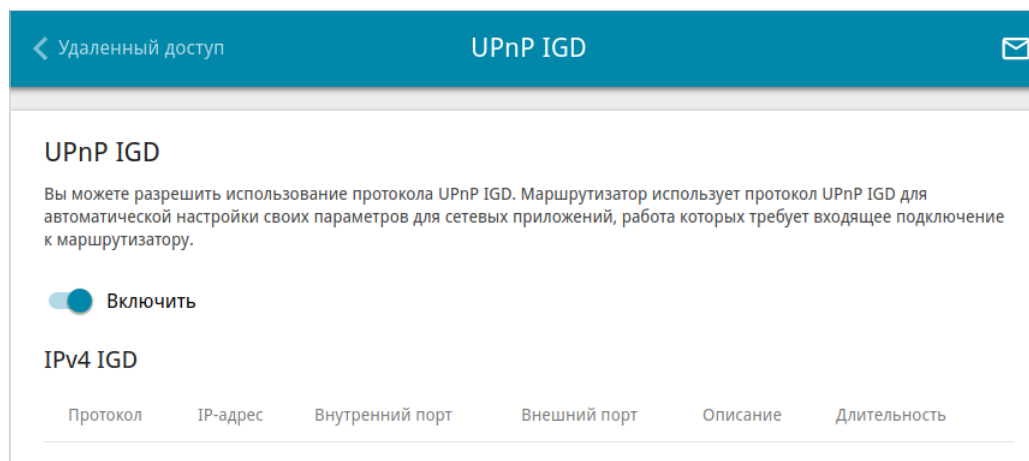 Удаленный доступ
UPnP IGD
UPnP IGD
Вы можете разрешить использование протокола UPnP IGD. Маршрутизатор использует протокол UPnP IGD для
автоматической настройки своих параметров для сетевых приложений, работа которых требует входящее подключение
к маршрутизатору.
Включить
IPv4 IGD
Протокол IP-адрес Внутренний порт Внешний порт Описание Длительность